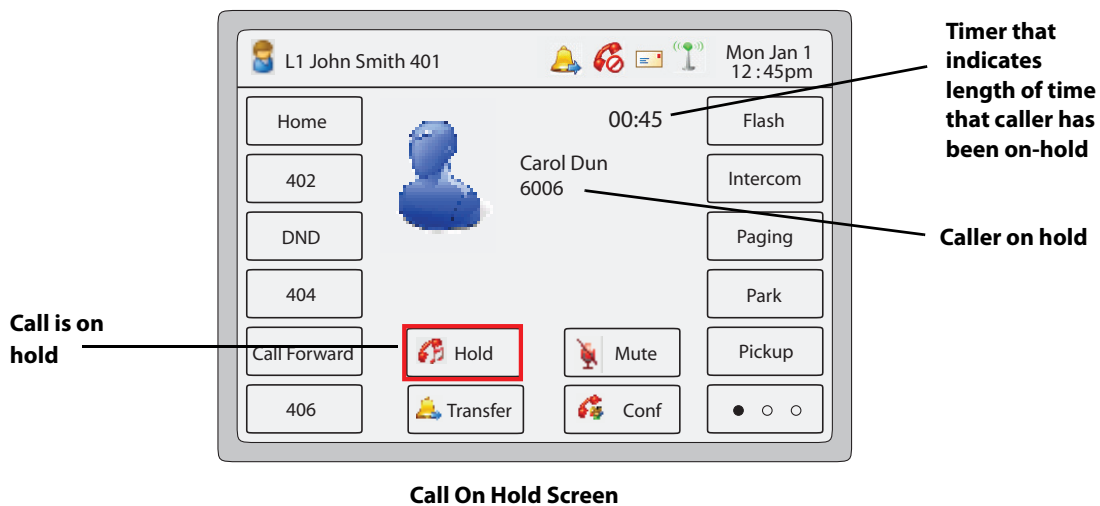 Timer that
indicates
length of time
that caller has
been on-hold
L1 John Smith 401
Mon Jan 1
12:45pm
Home
00:45
Flash
402
Carol Dun
6006
Intercom
DND
Paging
Caller on hold
404
Park
Call is on
hold
Call Forward
Hold
Mute
Pickup
406
Transfer
Conf
Call On Hold Screen